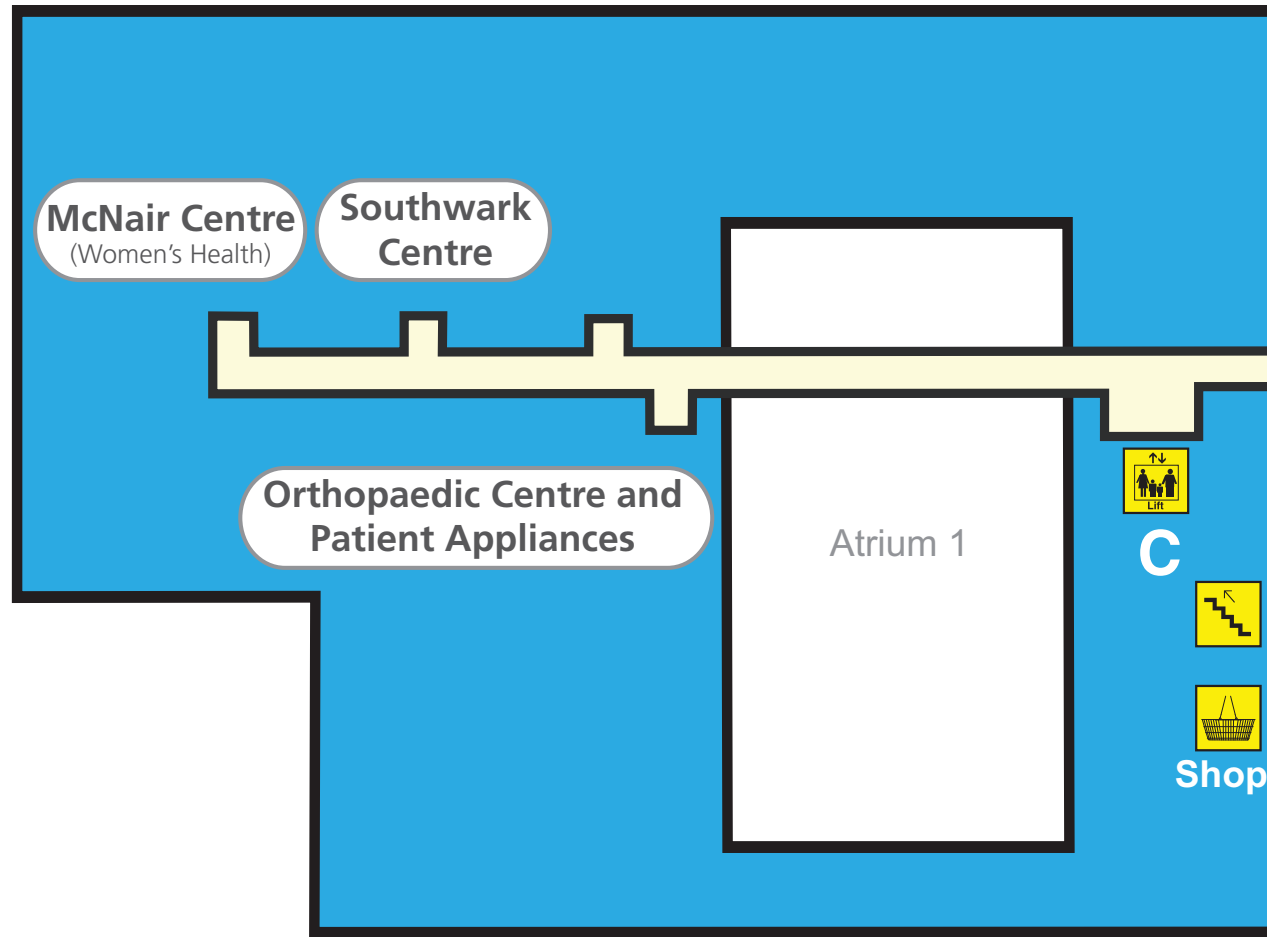 McNair Centre
(Women's Health)
Southwark
Centre
Orthopaedic Centre and
Patient Appliances
Atrium 1
Lift
C
Shop